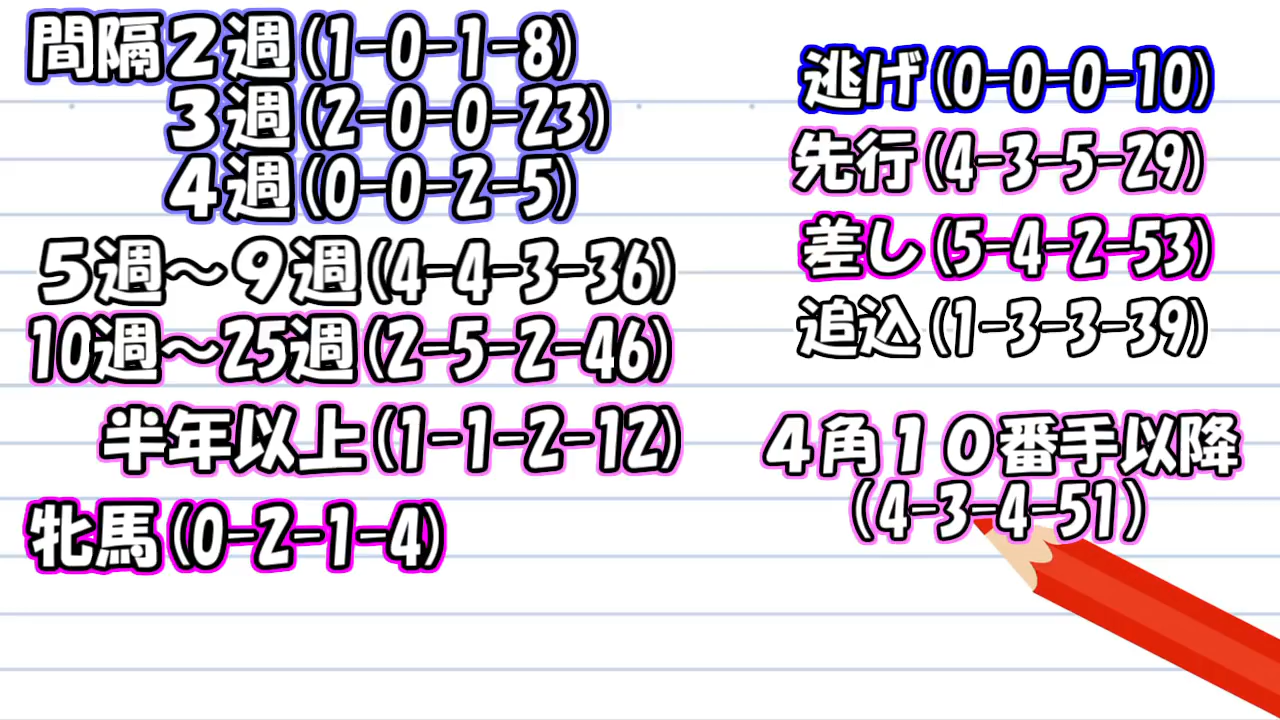 間隔２週(1-0-1-8)
３週(2-0-0-23)
４週(0-0-2-5)
５週～９週(4-4-3-36)
10週～25週(2-5-2-46)
半年以上(1-1-2-12)
牝馬(0-2-1-4)
逃げ(0-0-0-10)
先行(4-3-5-29)
差し(5-4-2-53)
追込(1-3-3-39)
４角１０番手以降
(4-3-4-51)